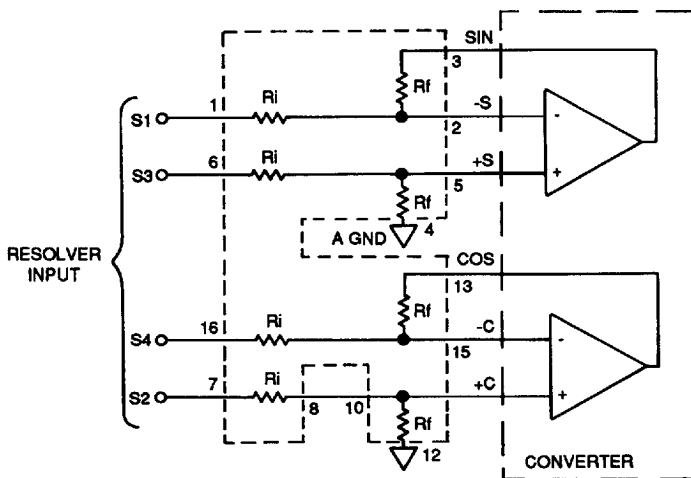 SIN
3
Rf
1
Ri
-S
S1
2
-
6
Ri
+S
S3
5
+
Rf
4
A GND
RESOLVER
INPUT
COS
13
Rf
16
Ri
-C
S4
15
-
7
Ri
+C
S2
8
10
+
Rf
12
CONVERTER